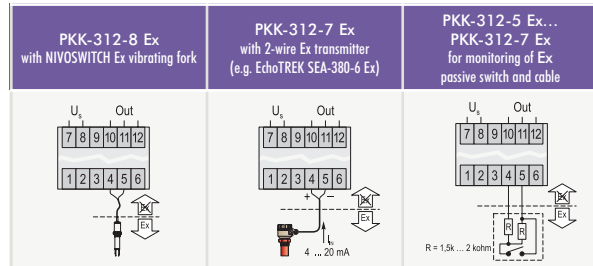 PKK-312-8 Ex
with NIVOSWITCH Ex vibrating fork
PKK-312-7 Ex
with 2-wire Ex transmitter
(e.g. EchoTREK SEA-380-6 Ex)
PKK-312-5 Ex...
PKK-312-7 Ex
for monitoring of Ex
passive switch and cable
Us Out
7 8 9 10 11 12
1 2 3 4 5 6
Ex
Ex
Us Out
7 8 9 10 11 12
1 2 3 4 5 6
+ −
Ex
Ex
IIN
4 ... 20 mA
Us Out
7 8 9 10 11 12
1 2 3 4 5 6
Ex
Ex
R R
R = 1,5k ... 2 kohm